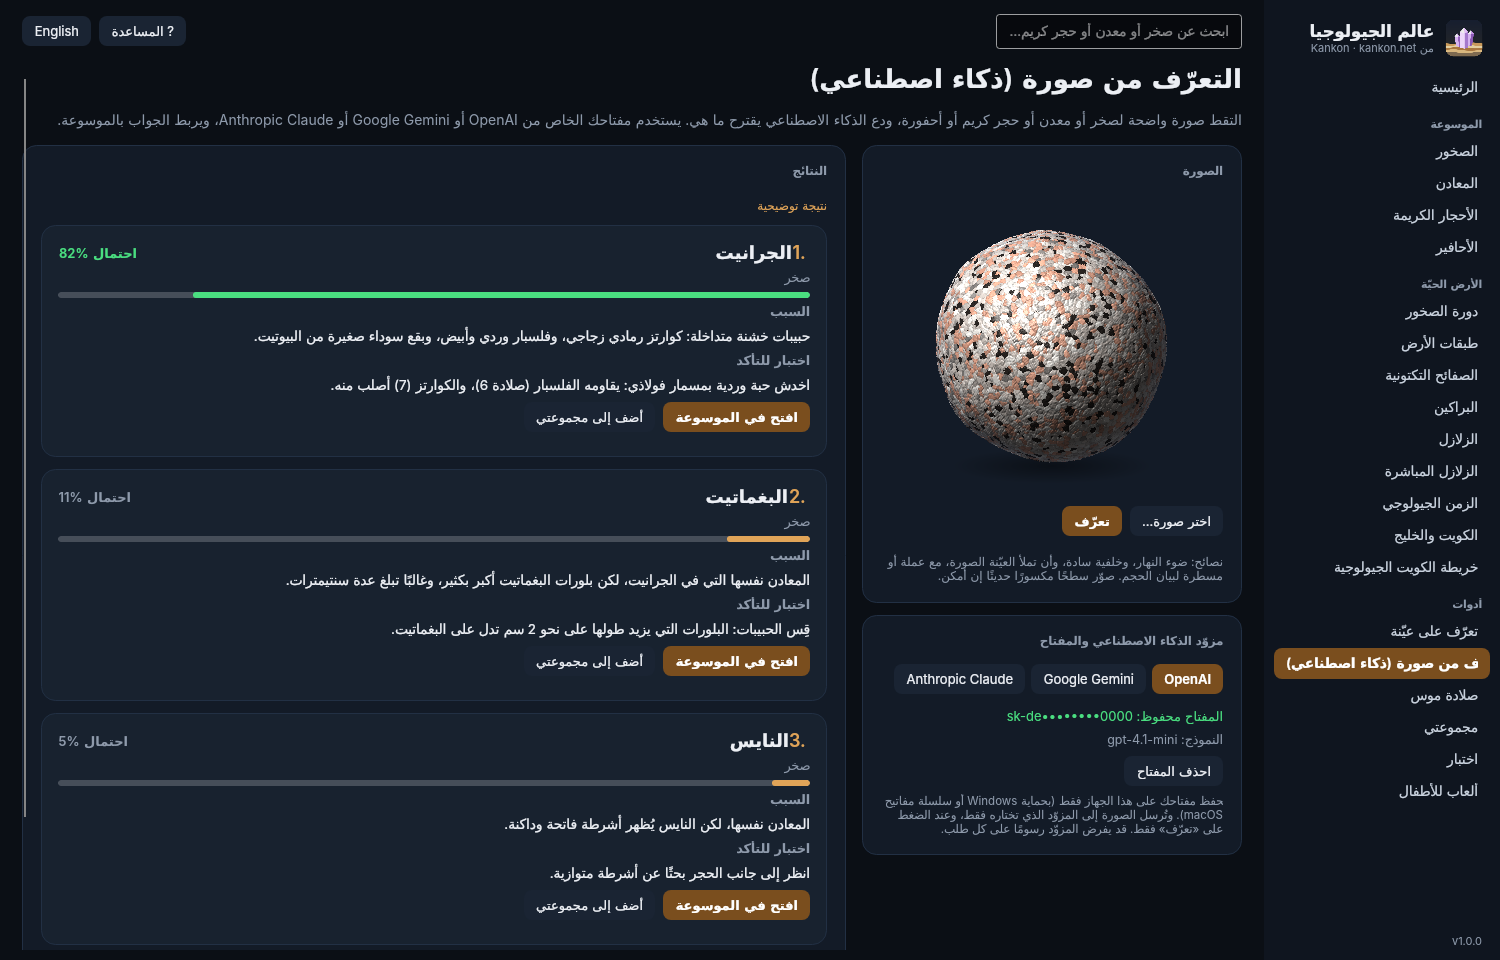 عالم الجيولوجيا
من Kankon · kankon.net
الرئيسية
الموسوعة
الصخور
المعادن
الأحجار الكريمة
الأحافير
الأرض الحيّة
دورة الصخور
طبقات الأرض
الصفائح التكتونية
البراكين
الزلازل
الزلازل المباشرة
الزمن الجيولوجي
الكويت والخليج
خريطة الكويت الجيولوجية
أدوات
تعرّف على عيّنة
ف من صورة (ذكاء اصطناعي)
صلادة موس
مجموعتي
اختبار
ألعاب للأطفال
v1.0.0
ابحث عن صخر أو معدن أو حجر كريم...
? المساعدة
English
التعرّف من صورة (ذكاء اصطناعي)
التقط صورة واضحة لصخر أو معدن أو حجر كريم أو أحفورة، ودع الذكاء الاصطناعي يقترح ما هي. يستخدم مفتاحك الخاص من OpenAI أو Google Gemini أو Anthropic Claude، ويربط الجواب بالموسوعة.
الصورة
اختر صورة...
تعرّف
نصائح: ضوء النهار، وخلفية سادة، وأن تملأ العيّنة الصورة، مع عملة أو
مسطرة لبيان الحجم. صوّر سطحًا مكسورًا حديثًا إن أمكن.
مزوّد الذكاء الاصطناعي والمفتاح
OpenAI
Google Gemini
Anthropic Claude
المفتاح محفوظ: sk-de••••••••0000
النموذج: gpt-4.1-mini
احذف المفتاح
حفظ مفتاحك على هذا الجهاز فقط (بحماية Windows أو سلسلة مفاتيح
macOS). وتُرسل الصورة إلى المزوّد الذي تختاره فقط، وعند الضغط
على «تعرّف» فقط. قد يفرض المزوّد رسومًا على كل طلب.
النتائج
نتيجة توضيحية
1. الجرانيت
احتمال 82%
صخر
السبب
حبيبات خشنة متداخلة: كوارتز رمادي زجاجي، وفلسبار وردي وأبيض، وبقع سوداء صغيرة من البيوتيت.
اختبار للتأكد
اخدش حبة وردية بمسمار فولاذي: يقاومه الفلسبار (صلادة 6)، والكوارتز (7) أصلب منه.
افتح في الموسوعة
أضف إلى مجموعتي
2. البغماتيت
احتمال 11%
صخر
السبب
المعادن نفسها التي في الجرانيت، لكن بلورات البغماتيت أكبر بكثير، وغالبًا تبلغ عدة سنتيمترات.
اختبار للتأكد
قِس الحبيبات: البلورات التي يزيد طولها على نحو 2 سم تدل على البغماتيت.
افتح في الموسوعة
أضف إلى مجموعتي
3. النايس
احتمال 5%
صخر
السبب
المعادن نفسها، لكن النايس يُظهر أشرطة فاتحة وداكنة.
اختبار للتأكد
انظر إلى جانب الحجر بحثًا عن أشرطة متوازية.
افتح في الموسوعة
أضف إلى مجموعتي